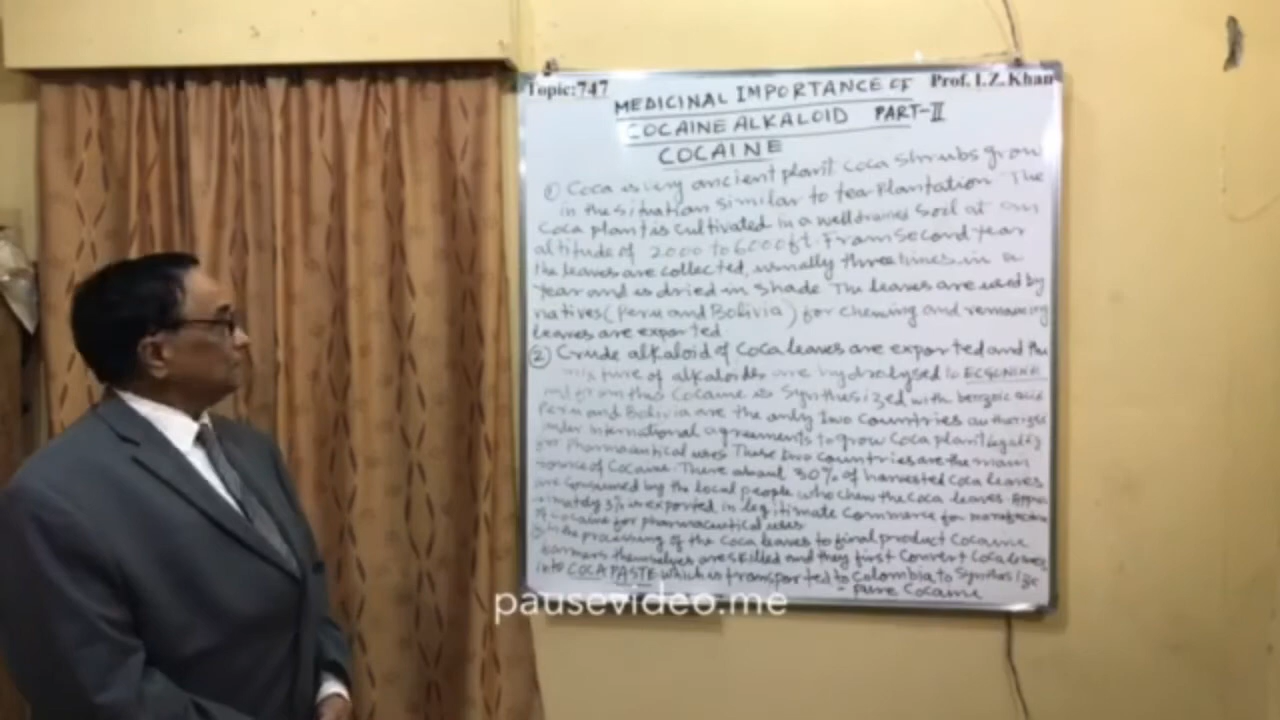 Topic:747
Prof. I.Z. Khan
MEDICINAL IMPORTANCE OF
COCAINE ALKALOID PART-II
COCAINE
① Coca is very ancient plant. Coca Shrubs grow
in the situation similar to tea Plantation. The
Coca plant is cultivated in a well drained Soil at an
altitude of 2000 to 6000ft. From Second year
the leaves are collected, usually three times in a
Year and is dried in Shade. The leaves are used by
natives (Peru and Bolivia) for chewing and remaining
leaves are exported
② Crude alkaloid of Coca leaves are exported and the
mixture of alkaloids are hydrolysed to ECGONINE
and from this Cocaine is Synthesized with benzoic acid
Peru and Bolivia are the only two Countries authorized
under international agreements to grow Coca plant legally
for Pharmaceutical uses These two Countries are the main
source of Cocaine. There about 30% of harvested Coca leaves
are Consumed by the local people who chew the Coca leaves.
3% is exported in legitimate Commerce for
of Cocaine for pharmaceutical uses
In the of the Coca leaves to final product Cocaine
farmers themselves are skilled and they first Convert Coca leaves
into COCA PASTE which is transported to Colombia to Synthesize
pure Cocaine
pausevideo.me